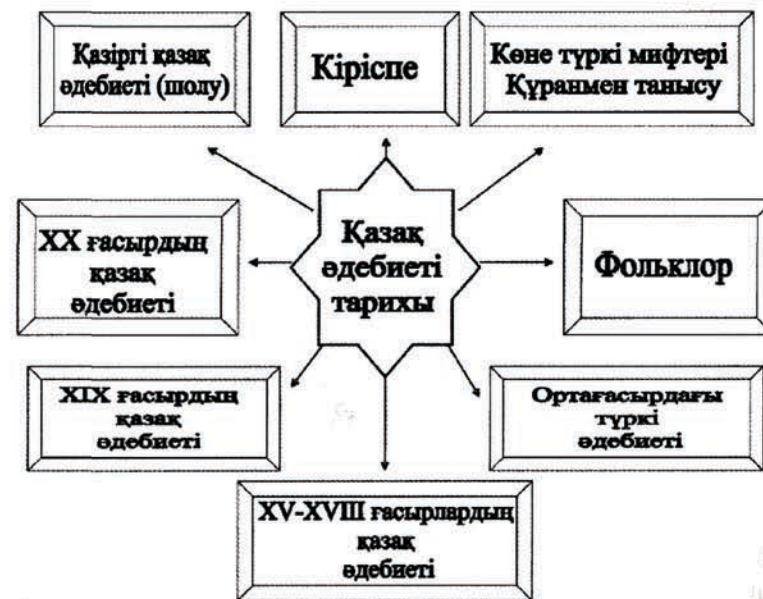 Қазіргі қазақ
әдебиеті (шолу)
Кіріспе
Көне түркі мифтері
Құранмен танысу
XX ғасырдың
қазақ
әдебиеті
Қазақ
әдебиеті
тарихы
Фольклор
XIX ғасырдың
қазақ
әдебиеті
Ортағасырдағы
түркі
әдебиеті
XV-XVIII ғасырлардың
қазақ
әдебиеті